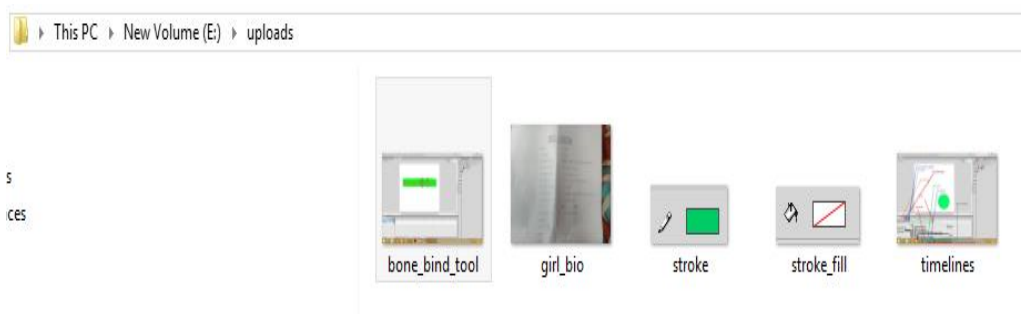 This PC New Volume (E:) uploads
s
ces
bone_bind_tool girl_bio stroke stroke_fill timelines